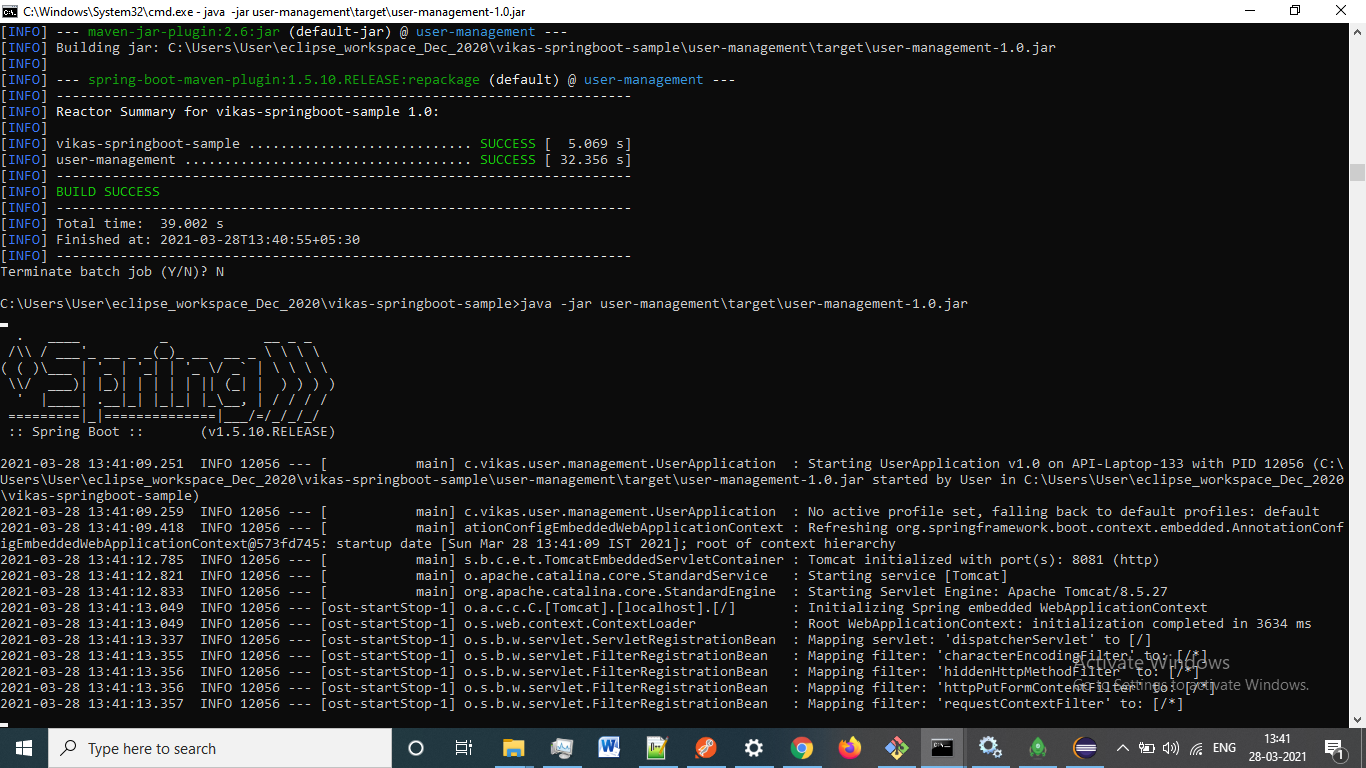 C:\Windows\System32\cmd.exe - java  -jar user-management\target\user-management-1.0.jar
[INFO] --- maven-jar-plugin:2.6:jar (default-jar) @ user-management ---
[INFO] Building jar: C:\Users\User\eclipse_workspace_Dec_2020\vikas-springboot-sample\user-management\target\user-management-1.0.jar
[INFO]
[INFO] --- spring-boot-maven-plugin:1.5.10.RELEASE:repackage (default) @ user-management ---
[INFO] ------------------------------------------------------------------------
[INFO] Reactor Summary for vikas-springboot-sample 1.0:
[INFO]
[INFO] vikas-springboot-sample ............................ SUCCESS [  5.069 s]
[INFO] user-management .................................... SUCCESS [ 32.356 s]
[INFO] ------------------------------------------------------------------------
[INFO] BUILD SUCCESS
[INFO] ------------------------------------------------------------------------
[INFO] Total time:  39.002 s
[INFO] Finished at: 2021-03-28T13:40:55+05:30
[INFO] ------------------------------------------------------------------------
Terminate batch job (Y/N)? N
C:\Users\User\eclipse_workspace_Dec_2020\vikas-springboot-sample>java -jar user-management\target\user-management-1.0.jar
  .   ____          _            __ _ _
 /\\ / ___'_ __ _ _(_)_ __  __ _ \ \ \ \
( ( )\___ | '_ | '_| | '_ \/ _` | \ \ \ \
 \\/  ___)| |_)| | | | | || (_| |  ) ) ) )
  '  |____| .__|_| |_|_| |_\__, | / / / /
 =========|_|==============|___/=/_/_/_/
 :: Spring Boot ::       (v1.5.10.RELEASE)
2021-03-28 13:41:09.251  INFO 12056 --- [           main] c.vikas.user.management.UserApplication  : Starting UserApplication v1.0 on API-Laptop-133 with PID 12056 (C:\
Users\User\eclipse_workspace_Dec_2020\vikas-springboot-sample\user-management\target\user-management-1.0.jar started by User in C:\Users\User\eclipse_workspace_Dec_2020
\vikas-springboot-sample)
2021-03-28 13:41:09.259  INFO 12056 --- [           main] c.vikas.user.management.UserApplication  : No active profile set, falling back to default profiles: default
2021-03-28 13:41:09.418  INFO 12056 --- [           main] ationConfigEmbeddedWebApplicationContext : Refreshing org.springframework.boot.context.embedded.AnnotationConf
igEmbeddedWebApplicationContext@573fd745: startup date [Sun Mar 28 13:41:09 IST 2021]; root of context hierarchy
2021-03-28 13:41:12.785  INFO 12056 --- [           main] s.b.c.e.t.TomcatEmbeddedServletContainer : Tomcat initialized with port(s): 8081 (http)
2021-03-28 13:41:12.821  INFO 12056 --- [           main] o.apache.catalina.core.StandardService   : Starting service [Tomcat]
2021-03-28 13:41:12.833  INFO 12056 --- [           main] org.apache.catalina.core.StandardEngine  : Starting Servlet Engine: Apache Tomcat/8.5.27
2021-03-28 13:41:13.049  INFO 12056 --- [ost-startStop-1] o.a.c.c.C.[Tomcat].[localhost].[/]       : Initializing Spring embedded WebApplicationContext
2021-03-28 13:41:13.049  INFO 12056 --- [ost-startStop-1] o.s.web.context.ContextLoader            : Root WebApplicationContext: initialization completed in 3634 ms
2021-03-28 13:41:13.337  INFO 12056 --- [ost-startStop-1] o.s.b.w.servlet.ServletRegistrationBean  : Mapping servlet: 'dispatcherServlet' to [/]
2021-03-28 13:41:13.355  INFO 12056 --- [ost-startStop-1] o.s.b.w.servlet.FilterRegistrationBean   : Mapping filter: 'characterEncodingFilter' to: [/*]
2021-03-28 13:41:13.356  INFO 12056 --- [ost-startStop-1] o.s.b.w.servlet.FilterRegistrationBean   : Mapping filter: 'hiddenHttpMethodFilter' to: [/*]
2021-03-28 13:41:13.356  INFO 12056 --- [ost-startStop-1] o.s.b.w.servlet.FilterRegistrationBean   : Mapping filter: 'httpPutFormContentFilter' to: [/*]
2021-03-28 13:41:13.357  INFO 12056 --- [ost-startStop-1] o.s.b.w.servlet.FilterRegistrationBean   : Mapping filter: 'requestContextFilter' to: [/*]
Activate Windows
Go to Settings to activate Windows.
Type here to search
ENG
13:41
28-03-2021
1